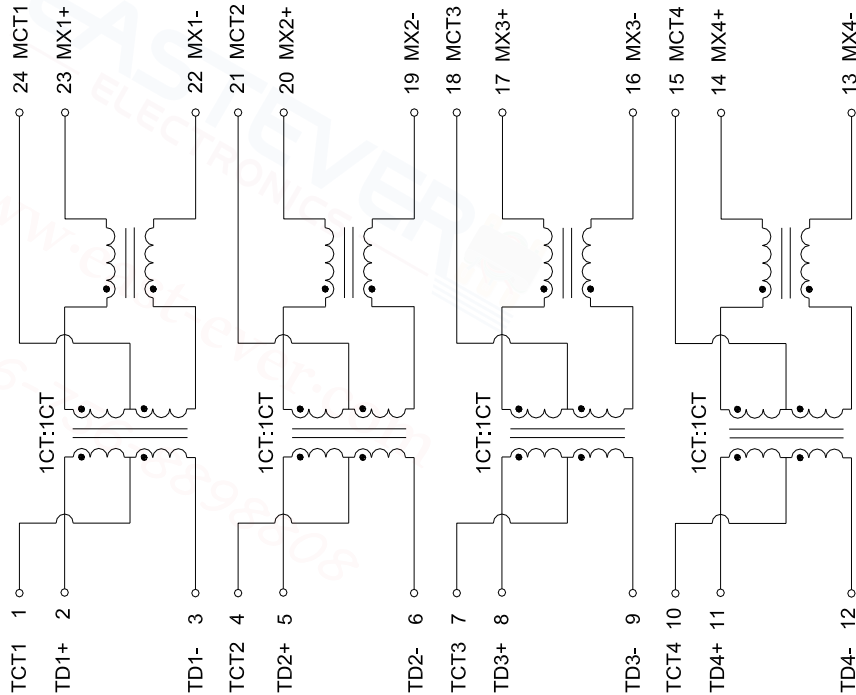 24 MCT1
23 MX1+
22 MX1-
21 MCT2
20 MX2+
19 MX2-
18 MCT3
17 MX3+
16 MX3-
15 MCT4
14 MX4+
13 MX4-
EASTEVER
ELECTRONICS
1CT:1CT
1CT:1CT
1CT:1CT
1CT:1CT
TCT1 1
TD1+ 2
TD1- 3
TCT2 4
TD2+ 5
TD2- 6
TCT3 7
TD3+ 8
TD3- 9
TCT4 10
TD4+ 11
TD4- 12